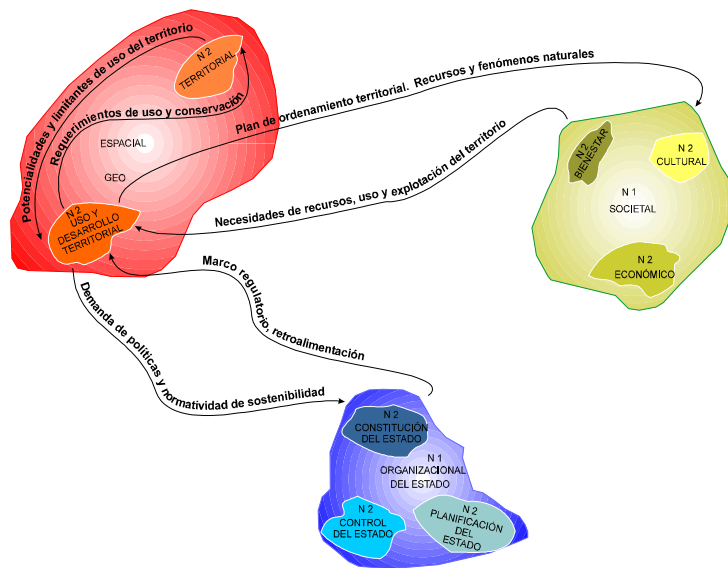 Potencialidades y limitantes de uso del territorio
Requerimientos de uso y conservación
N 2
TERRITORIAL
ESPACIAL
GEO
N 2
USO Y
DESARROLLO
TERRITORIAL
Plan de ordenamiento territorial. Recursos y fenómenos naturales
Necesidades de recursos, uso y explotación del territorio
N 2
BIENESTAR
N 2
CULTURAL
N 1
SOCIETAL
N 2
ECONÓMICO
Marco regulatorio, retroalimentación
Demanda de políticas y normatividad de sostenibilidad
N 2
CONSTITUCIÓN
DEL ESTADO
N 1
ORGANIZACIONAL
DEL ESTADO
N 2
CONTROL
DEL ESTADO
N 2
PLANIFICACIÓN
DEL
ESTADO